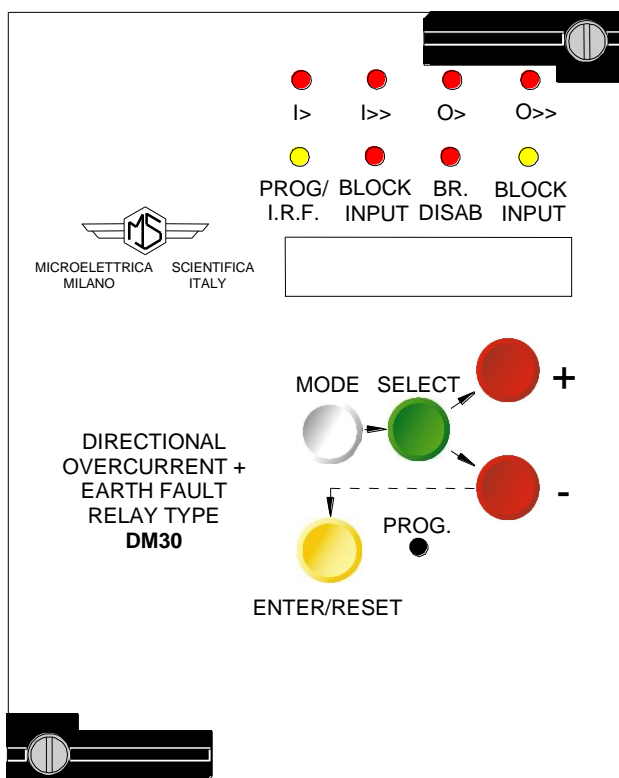 I> I>> O> O>>
PROG/ BLOCK BR. BLOCK
I.R.F. INPUT DISAB INPUT
MS
MICROELETTRICA SCIENTIFICA
MILANO ITALY
MODE SELECT +
DIRECTIONAL
OVERCURRENT +
EARTH FAULT
RELAY TYPE
DM30
-
PROG.
ENTER/RESET